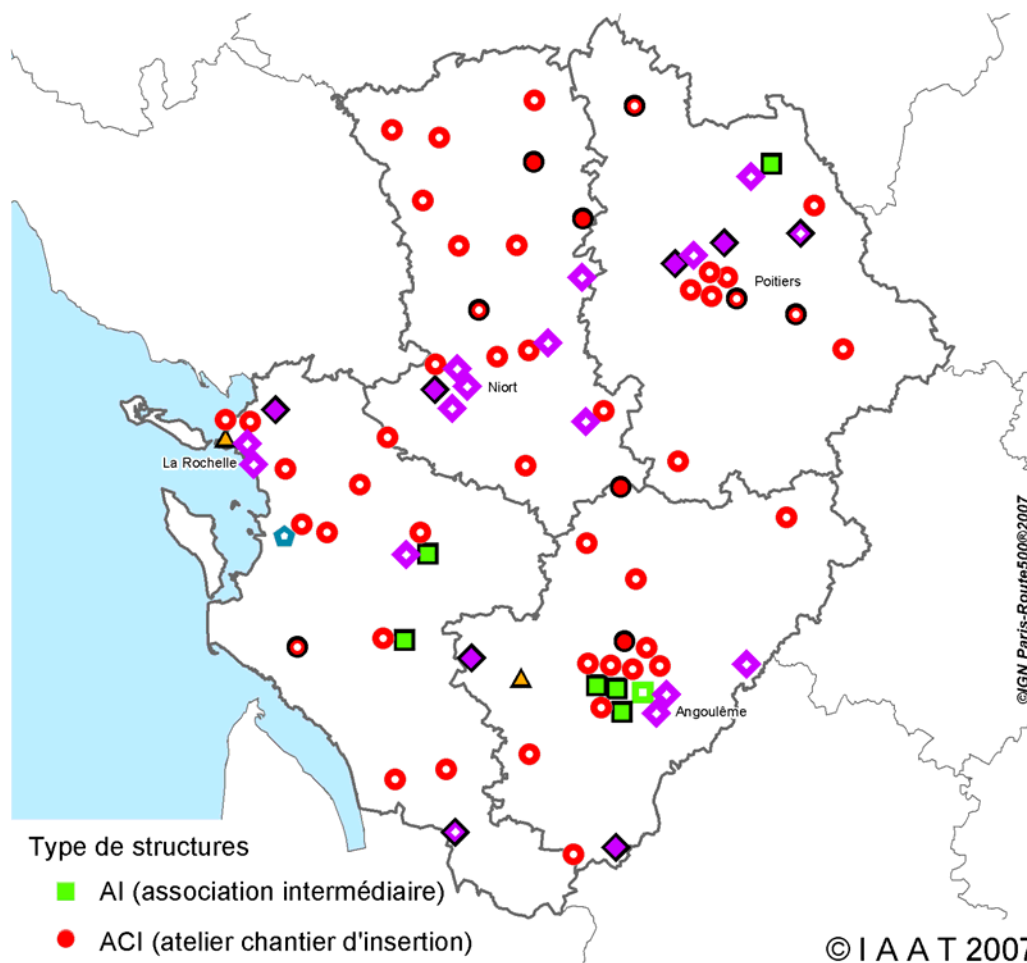 Poitiers
Niort
La Rochelle
Angoulême
©IGN Paris-Route500®2007
Type de structures
AI (association intermédiaire)
ACI (atelier chantier d'insertion)
© I A A T 2007